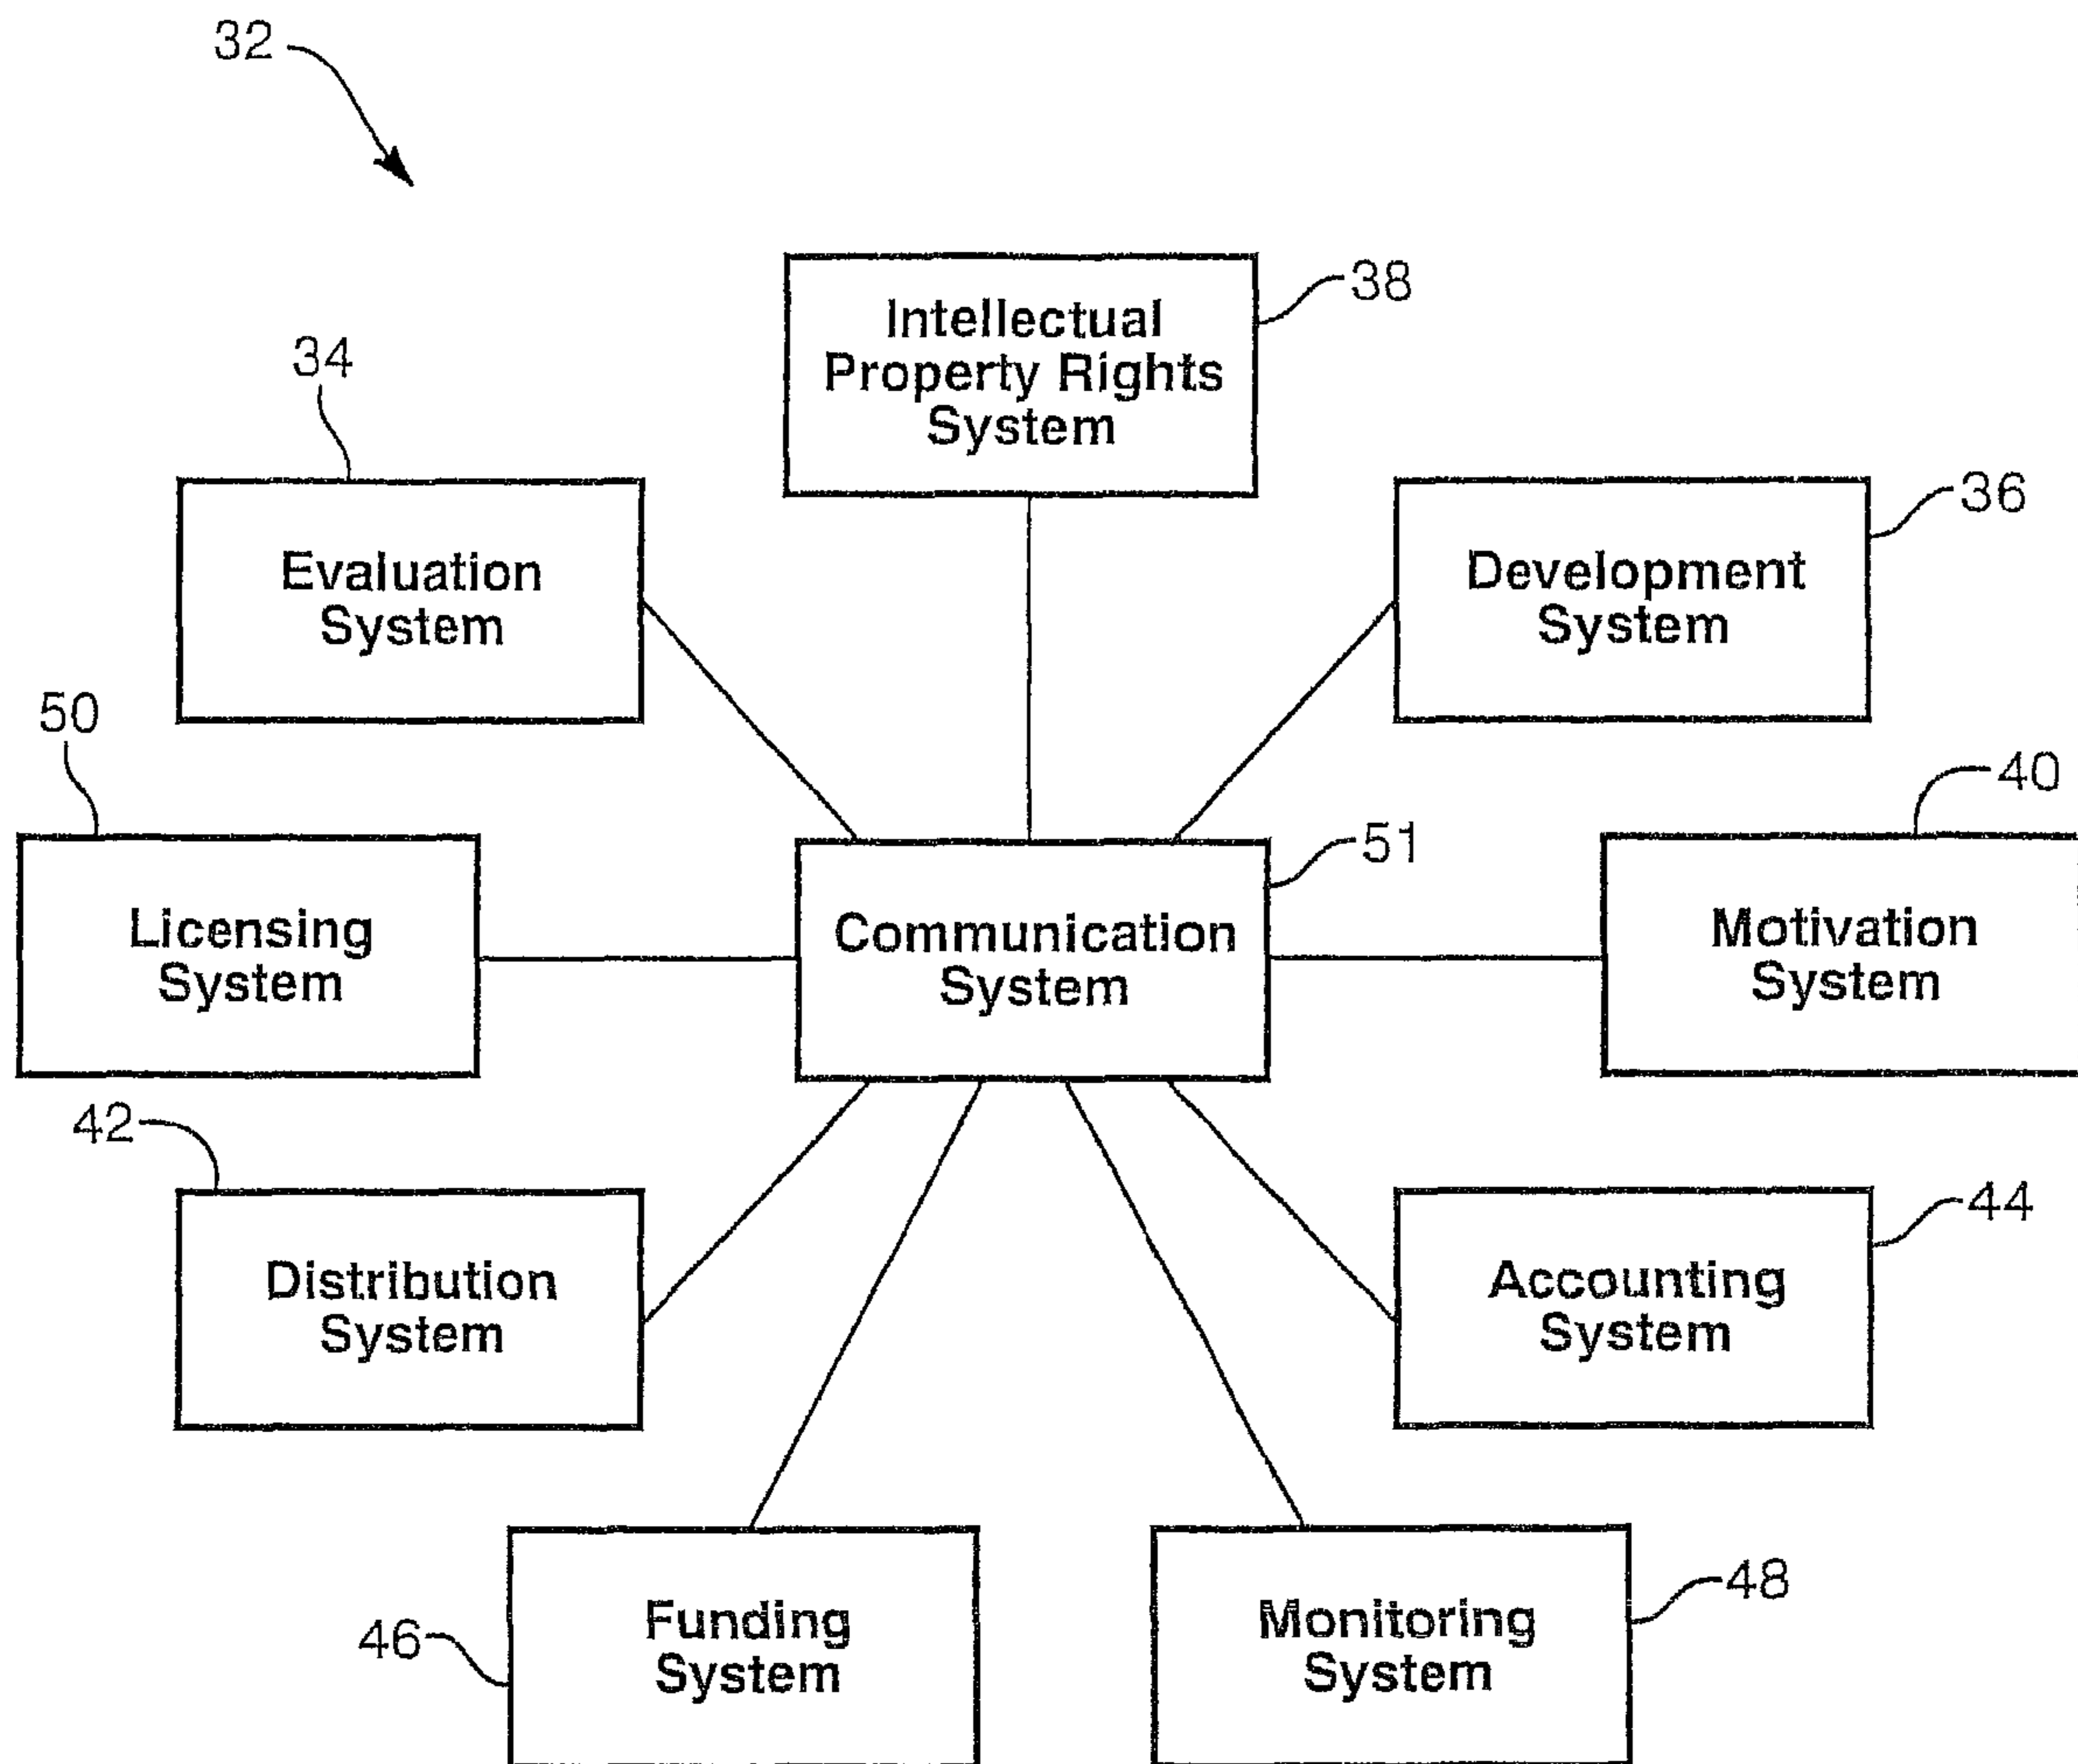 32
38
Intellectual
Property Rights
System
34
36
Evaluation
System
Development
System
50
40
51
Licensing
System
Communication
System
Motivation
System
42
44
Distribution
System
Accounting
System
46
Funding
System
48
Monitoring
System